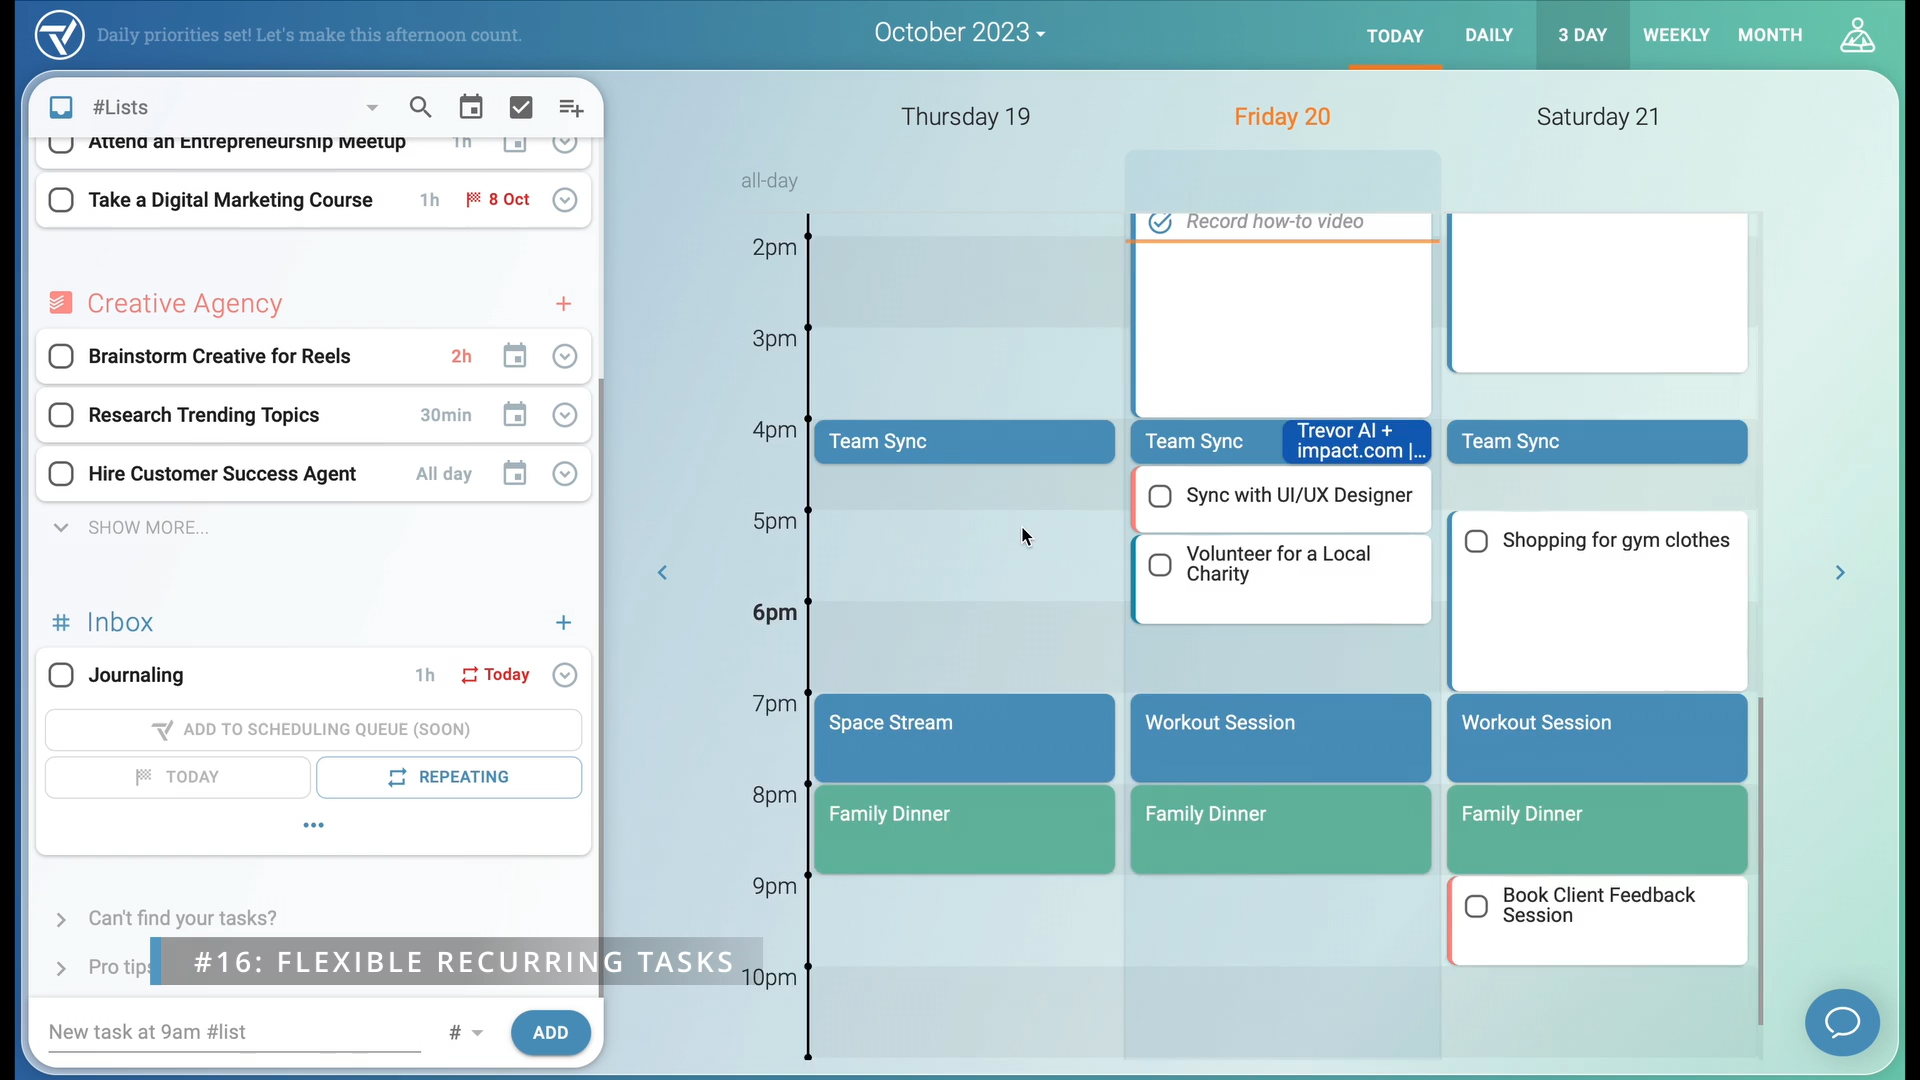 Daily priorities set! Let's make this afternoon count.
October 2023
TODAY
DAILY
3 DAY
WEEKLY
MONTH
#Lists
Attend an Entrepreneurship Meetup 1h
Take a Digital Marketing Course 1h 8 Oct
Creative Agency +
Brainstorm Creative for Reels 2h
Research Trending Topics 30min
Hire Customer Success Agent All day
SHOW MORE...
# Inbox +
Journaling 1h Today
ADD TO SCHEDULING QUEUE (SOON)
TODAY
REPEATING
Can't find your tasks?
Pro tips
#16: FLEXIBLE RECURRING TASKS
New task at 9am #list
#
ADD
Thursday 19
Friday 20
Saturday 21
all-day
2pm
3pm
4pm
5pm
6pm
7pm
8pm
9pm
10pm
Team Sync
Space Stream
Family Dinner
Record how-to video
Team Sync
Trevor AI +
impact.com |...
Sync with UI/UX Designer
Volunteer for a Local
Charity
Workout Session
Family Dinner
Team Sync
Shopping for gym clothes
Workout Session
Family Dinner
Book Client Feedback
Session